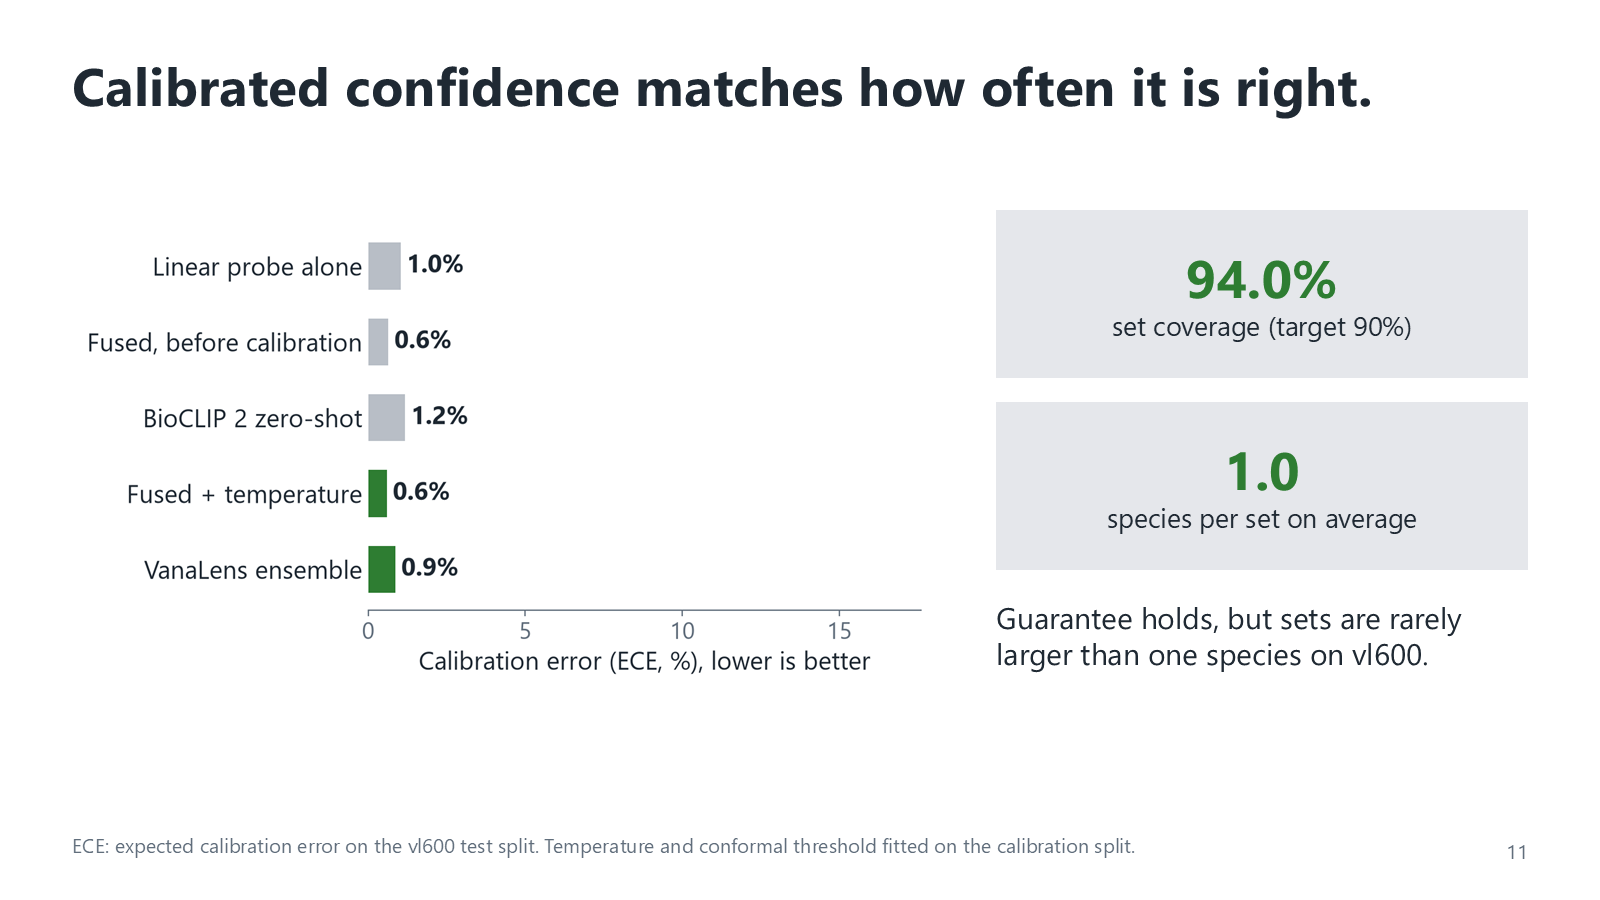 Calibrated confidence matches how often it is right.
Linear probe alone 1.0%
Fused, before calibration 0.6%
BioCLIP 2 zero-shot 1.2%
Fused + temperature 0.6%
VanaLens ensemble 0.9%
0 5 10 15
Calibration error (ECE, %), lower is better
94.0%
set coverage (target 90%)
1.0
species per set on average
Guarantee holds, but sets are rarely
larger than one species on vl600.
ECE: expected calibration error on the vl600 test split. Temperature and conformal threshold fitted on the calibration split.
11